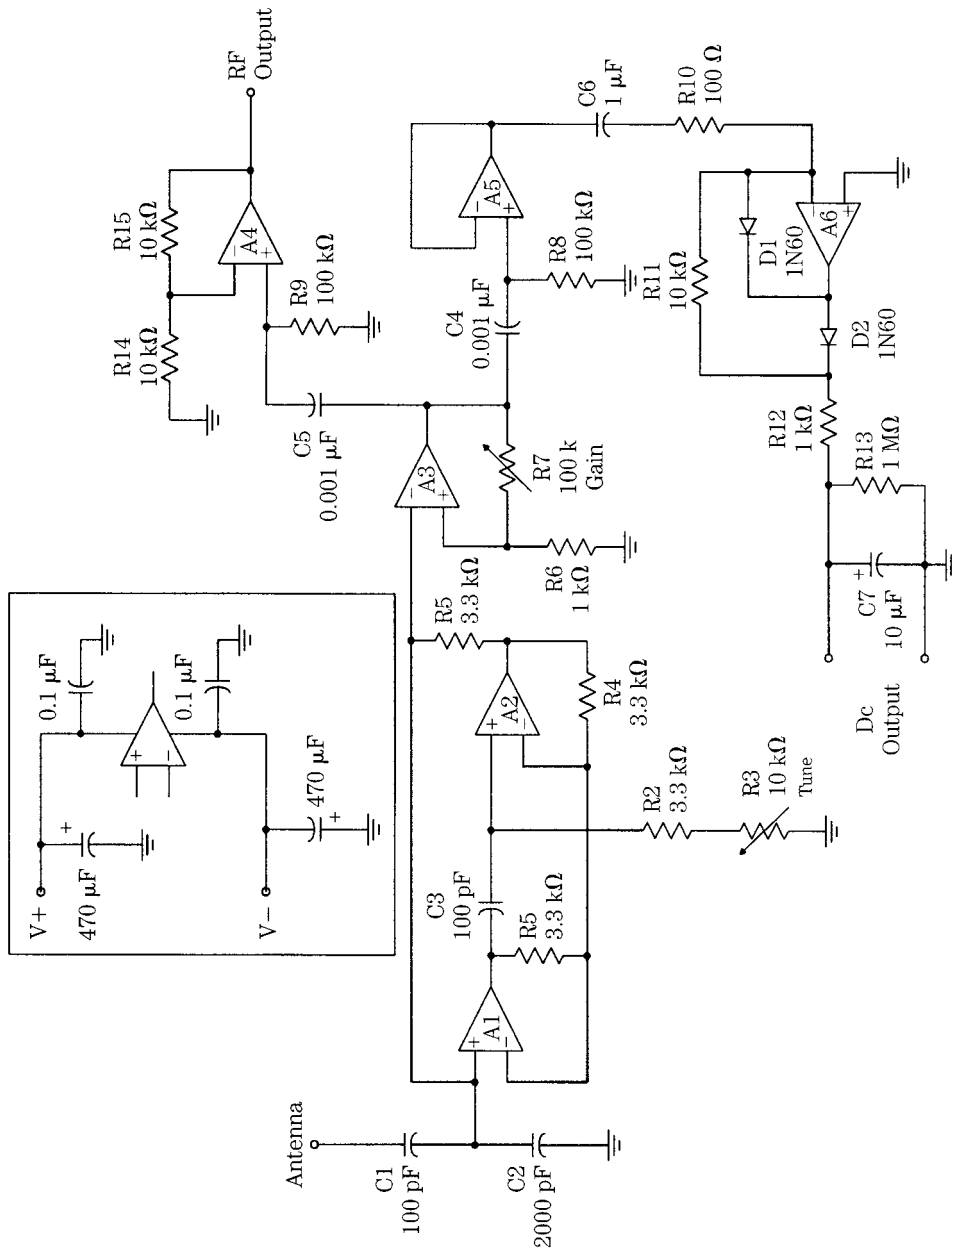 V+
470 µF
+
0.1 µF
+
−
0.1 µF
470 µF
+
V−
RF
Output
R15
10 kΩ
R14
10 kΩ
−
+
A4
R9
100 kΩ
C5
0.001 µF
Antenna
C1
100 pF
C2
2000 pF
+
−
A1
C3
100 pF
R5
3.3 kΩ
R2
3.3 kΩ
R3
10 kΩ
Tune
+
−
A2
R4
3.3 kΩ
R5
3.3 kΩ
−
+
A3
R6
1 kΩ
R7
100 k
Gain
C4
0.001 µF
R8
100 kΩ
−
+
A5
C6
1 µF
R10
100 Ω
R11
10 kΩ
D1
1N60
−
+
A6
D2
1N60
R12
1 kΩ
R13
1 MΩ
+
C7
10 µF
Dc
Output